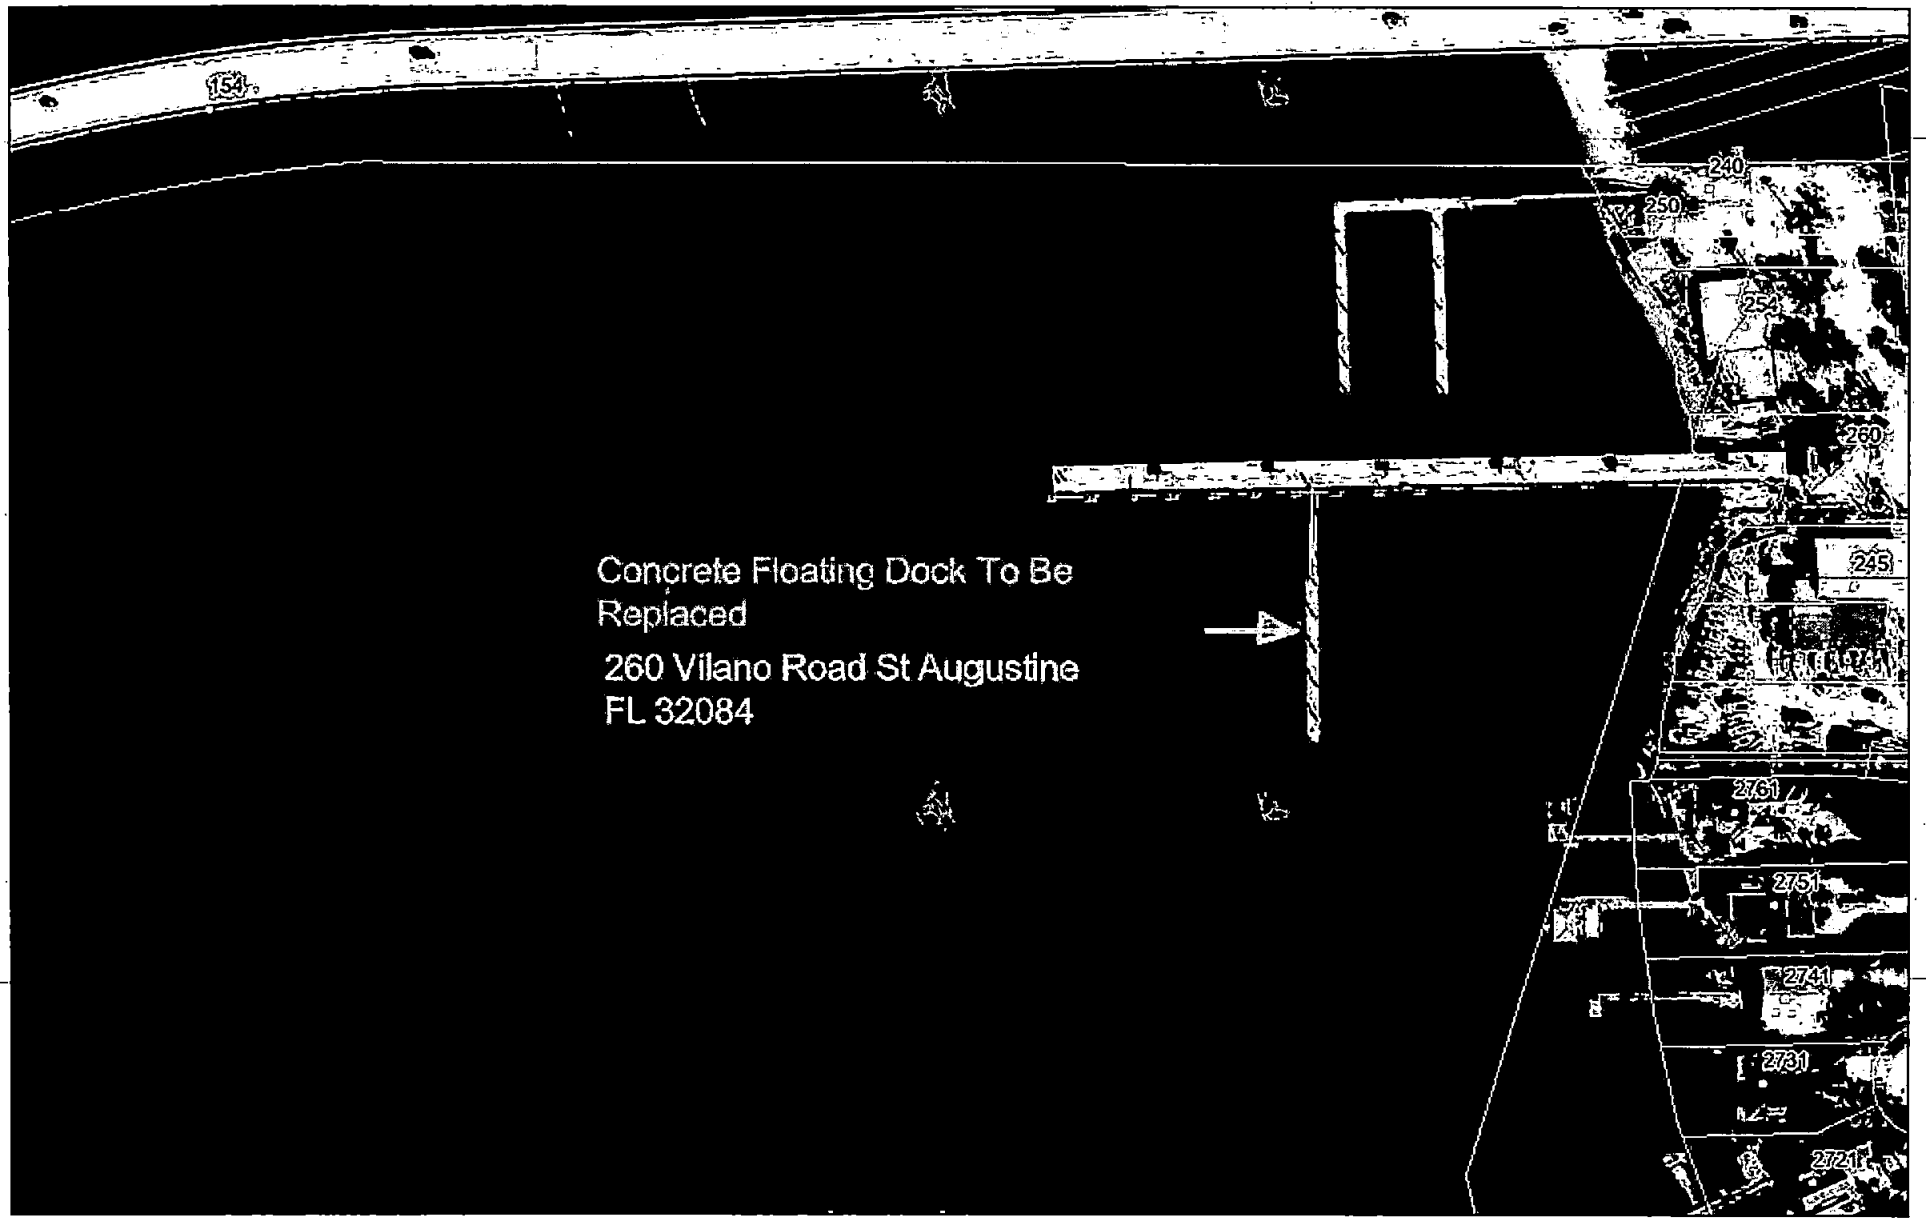 154
240
250
254
260
Concrete Floating Dock To Be
Replaced
245
260 Vilano Road St Augustine
FL 32084
2761
2751
2741
2731
2721